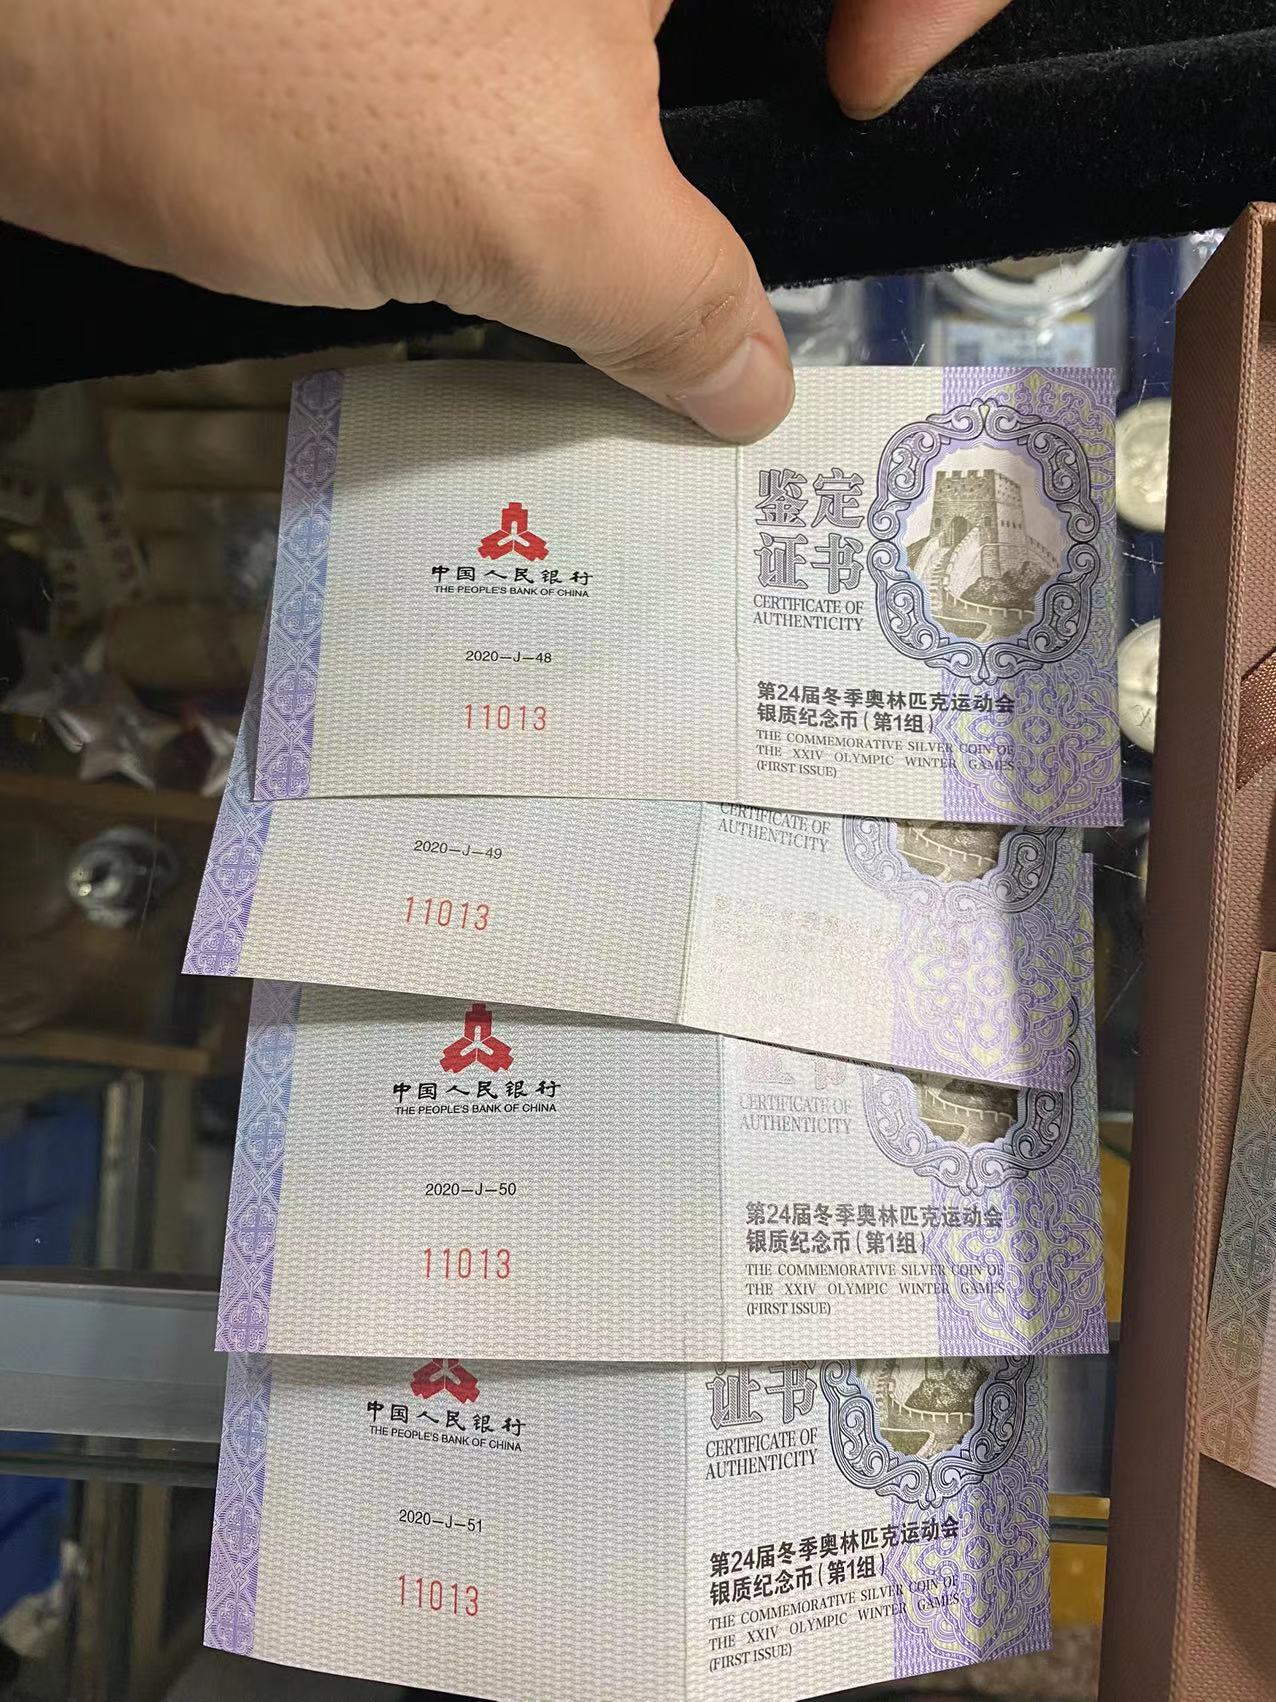 中国人民银行
THE PEOPLE'S BANK OF CHINA
2020-J-48
11013
鉴定
证书
CERTIFICATE OF
AUTHENTICITY
第24届冬季奥林匹克运动会
银质纪念币(第1组)
THE COMMEMORATIVE SILVER COIN OF
THE XXIV OLYMPIC WINTER GAMES
(FIRST ISSUE)
2020-J-49
11013
CERTIFICATE OF
AUTHENTICITY
中国人民银行
THE PEOPLE'S BANK OF CHINA
2020-J-50
11013
证书
CERTIFICATE OF
AUTHENTICITY
第24届冬季奥林匹克运动会
银质纪念币(第1组)
THE COMMEMORATIVE SILVER COIN OF
THE XXIV OLYMPIC WINTER GAMES
(FIRST ISSUE)
中国人民银行
THE PEOPLE'S BANK OF CHINA
2020-J-51
11013
证书
CERTIFICATE OF
AUTHENTICITY
第24届冬季奥林匹克运动会
银质纪念币(第1组)
THE COMMEMORATIVE SILVER COIN OF
THE XXIV OLYMPIC WINTER GAMES
(FIRST ISSUE)